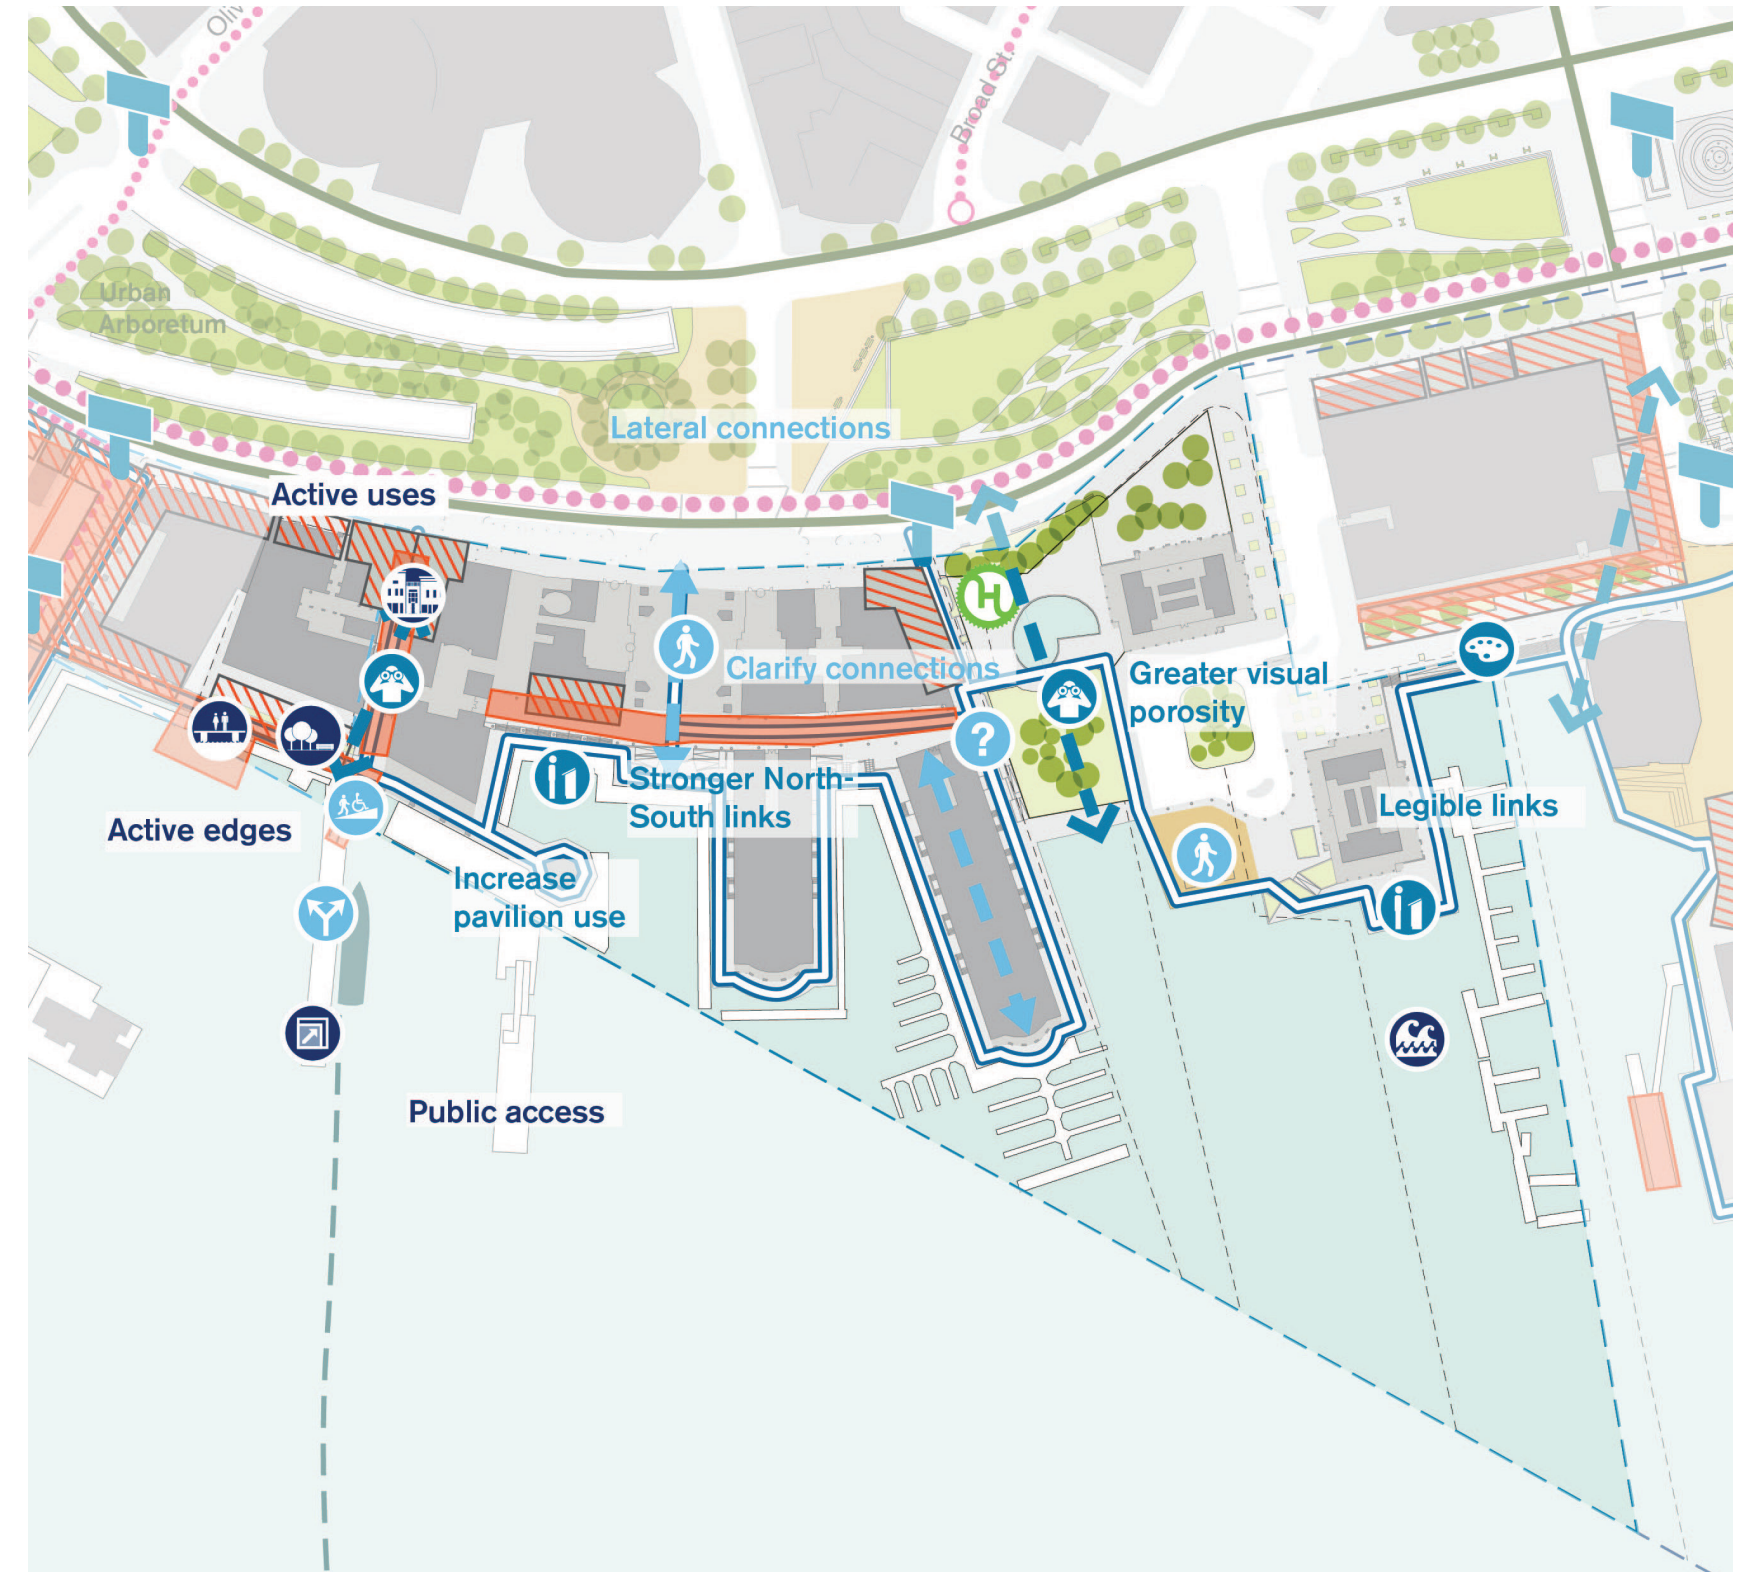 Broad St.
Urban
Arboretum
Lateral connections
Active uses
H
Clarify connections
Greater visual
porosity
?
Stronger North-
South links
Active edges
Legible links
Increase
pavilion use
Public access